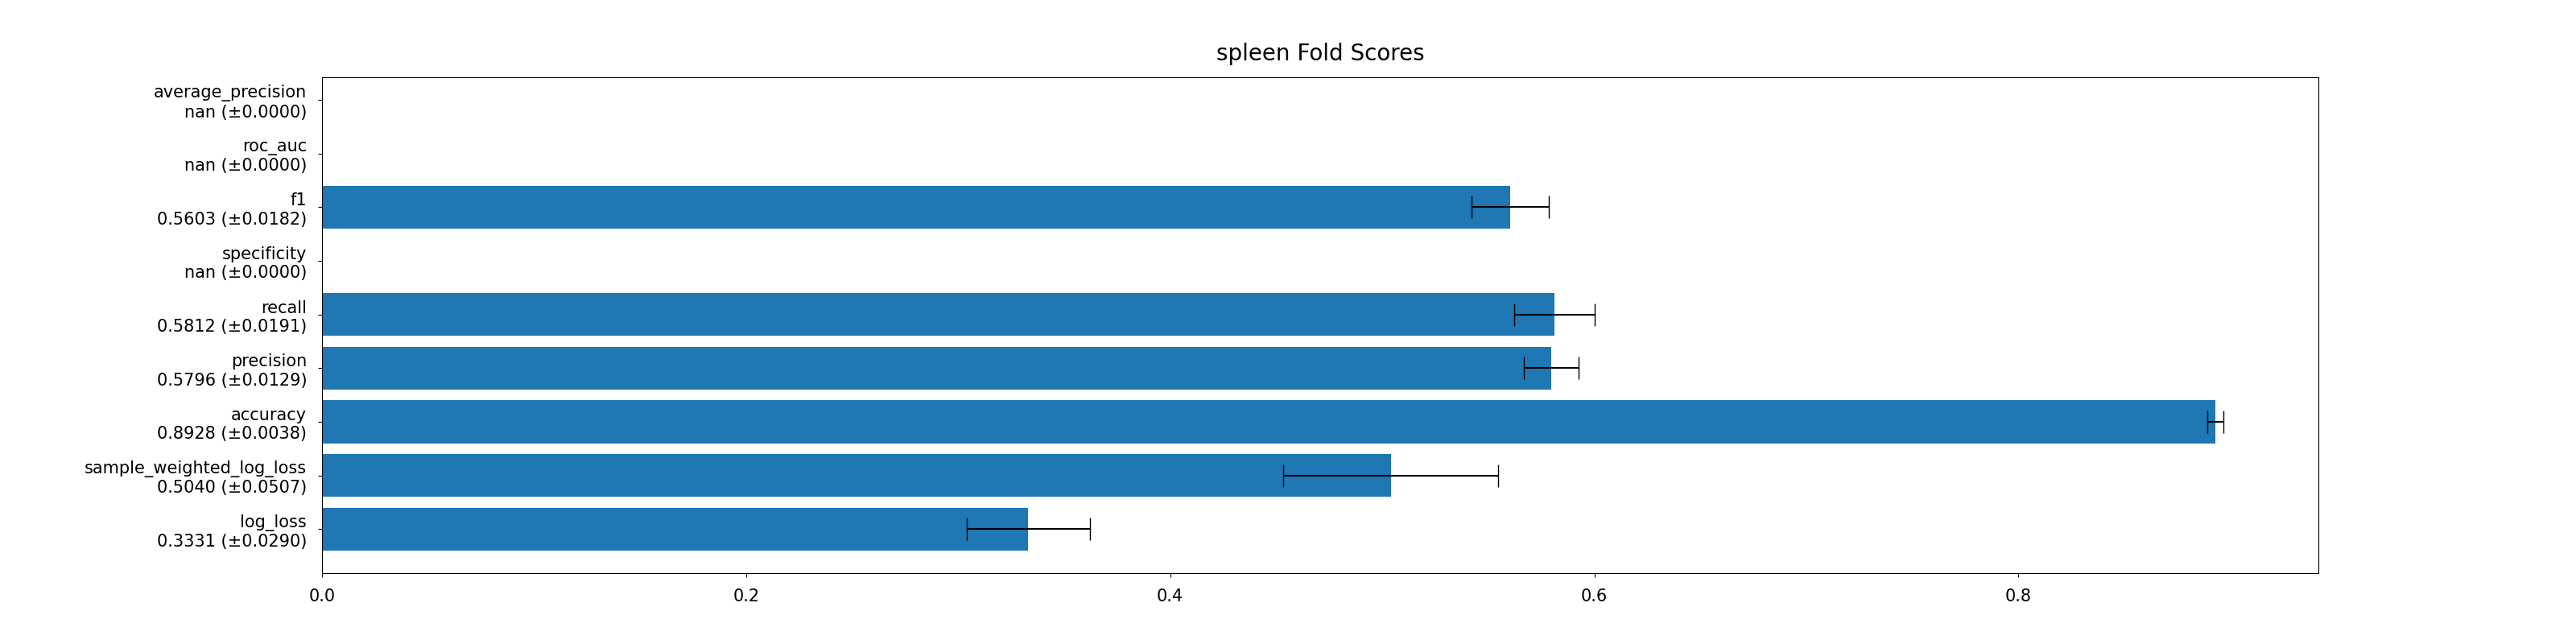 spleen Fold Scores
average_precision
nan (±0.0000)
roc_auc
nan (±0.0000)
f1
0.5603 (±0.0182)
specificity
nan (±0.0000)
recall
0.5812 (±0.0191)
precision
0.5796 (±0.0129)
accuracy
0.8928 (±0.0038)
sample_weighted_log_loss
0.5040 (±0.0507)
log_loss
0.3331 (±0.0290)
0.0 0.2 0.4 0.6 0.8